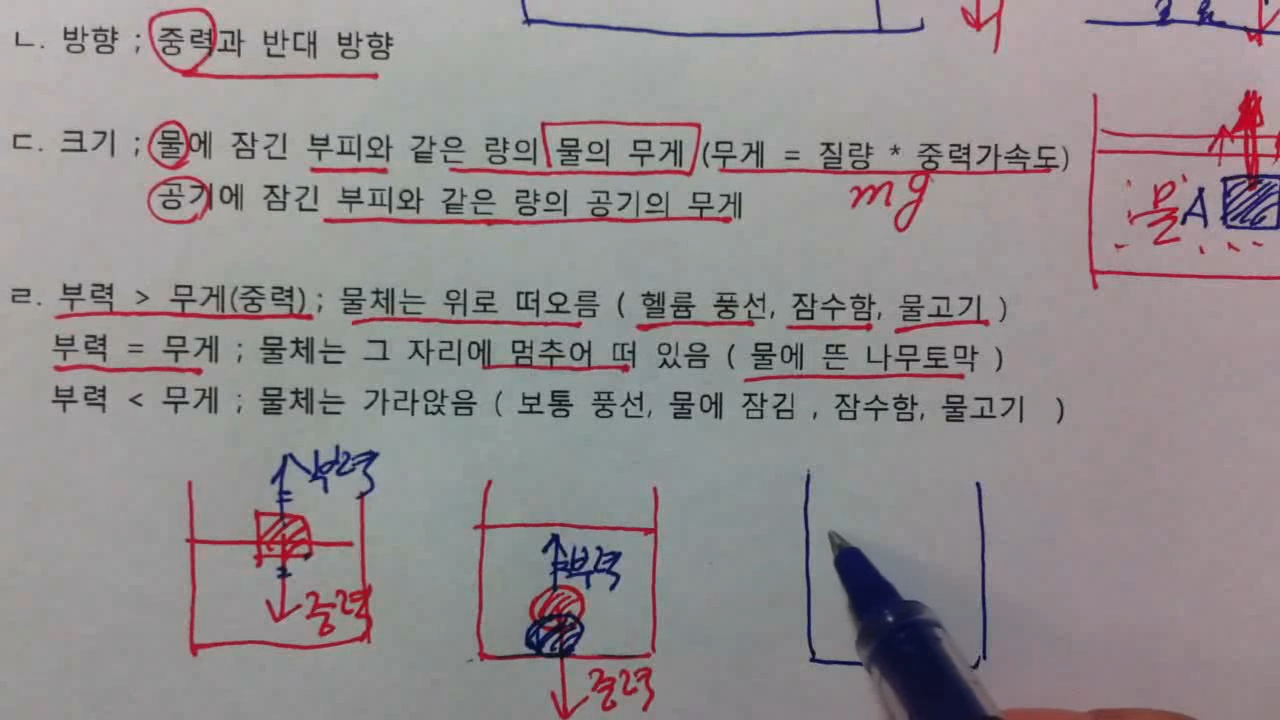 ㄴ. 방향 ; 중력과 반대 방향
ㄷ. 크기 ; 물에 잠긴 부피와 같은 량의 물의 무게 (무게 = 질량 * 중력가속도)
mg
공기에 잠긴 부피와 같은 량의 공기의 무게
물 A
ㄹ. 부력 > 무게(중력) ; 물체는 위로 떠오름 ( 헬륨 풍선, 잠수함, 물고기 )
부력 = 무게 ; 물체는 그 자리에 멈추어 떠 있음 ( 물에 뜬 나무토막 )
부력 < 무게 ; 물체는 가라앉음 ( 보통 풍선, 물에 잠김 , 잠수함, 물고기 )
부력
중력
부력
중력